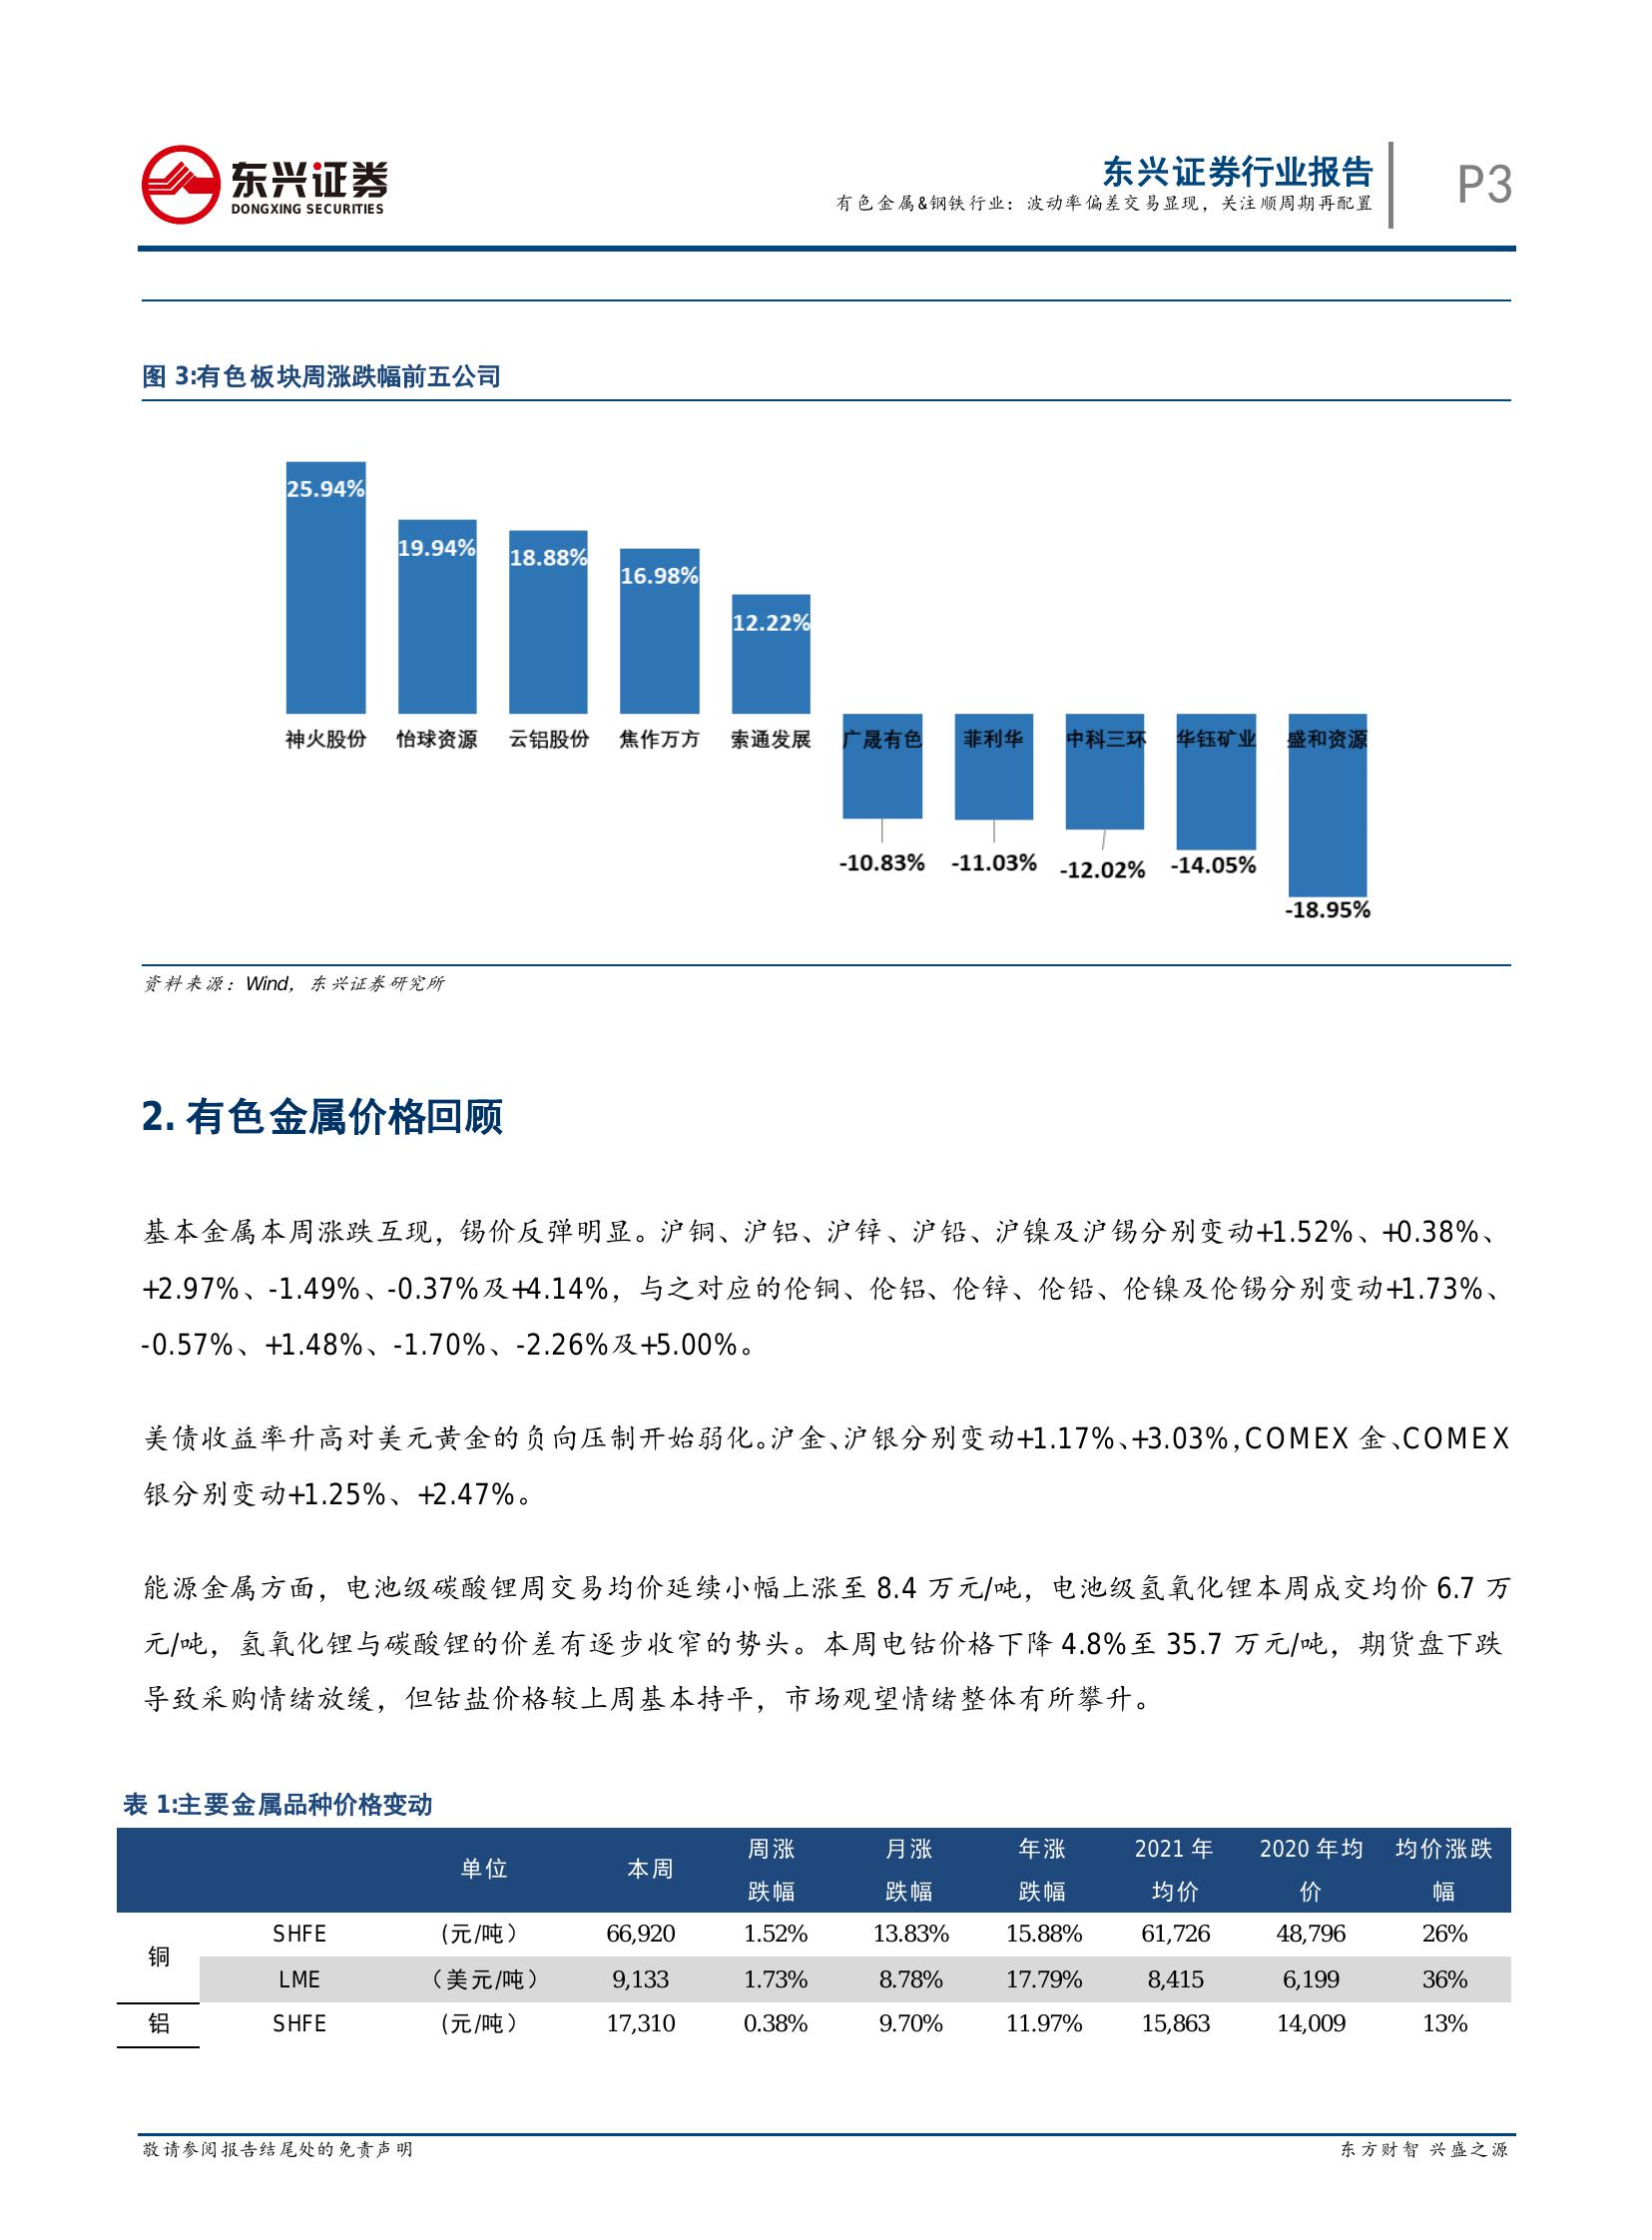 东兴证券
DONGXING SECURITIES
东兴证券行业报告
有色金属&钢铁行业：波动率偏差交易显现，关注顺周期再配置
P3
图 3:有色板块周涨跌幅前五公司
25.94%
19.94%
18.88%
16.98%
12.22%
神火股份 怡球资源 云铝股份 焦作万方 索通发展 广晟有色 菲利华 中科三环 华钰矿业 盛和资源
-10.83%
-11.03%
-12.02%
-14.05%
-18.95%
资料来源：Wind，东兴证券研究所
2. 有色金属价格回顾
基本金属本周涨跌互现，锡价反弹明显。沪铜、沪铝、沪锌、沪铅、沪镍及沪锡分别变动+1.52%、+0.38%、
+2.97%、-1.49%、-0.37%及+4.14%，与之对应的伦铜、伦铝、伦锌、伦铅、伦镍及伦锡分别变动+1.73%、
-0.57%、+1.48%、-1.70%、-2.26%及+5.00%。
美债收益率升高对美元黄金的负向压制开始弱化。沪金、沪银分别变动+1.17%、+3.03%，COMEX 金、COMEX
银分别变动+1.25%、+2.47%。
能源金属方面，电池级碳酸锂周交易均价延续小幅上涨至 8.4 万元/吨，电池级氢氧化锂本周成交均价 6.7 万
元/吨，氢氧化锂与碳酸锂的价差有逐步收窄的势头。本周电钴价格下降 4.8%至 35.7 万元/吨，期货盘下跌
导致采购情绪放缓，但钴盐价格较上周基本持平，市场观望情绪整体有所攀升。
表 1:主要金属品种价格变动
单位 本周 周涨跌幅 月涨跌幅 年涨跌幅 2021 年均价 2020 年均价 均价涨跌幅
铜 SHFE （元/吨） 66,920 1.52% 13.83% 15.88% 61,726 48,796 26%
LME （美元/吨） 9,133 1.73% 8.78% 17.79% 8,415 6,199 36%
铝 SHFE （元/吨） 17,310 0.38% 9.70% 11.97% 15,863 14,009 13%
敬请参阅报告结尾处的免责声明
东方财智 兴盛之源